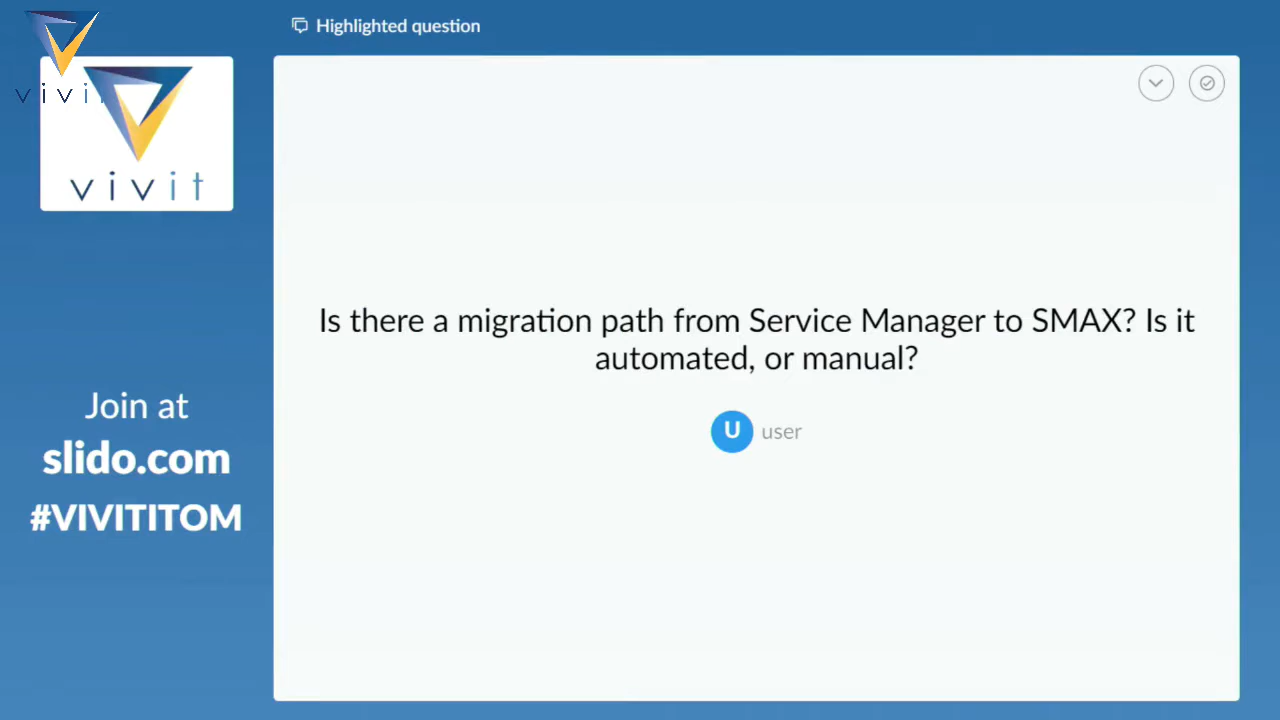 Highlighted question
vivit
vivit
Is there a migration path from Service Manager to SMAX? Is it
automated, or manual?
U user
Join at
slido.com
#VIVITITOM